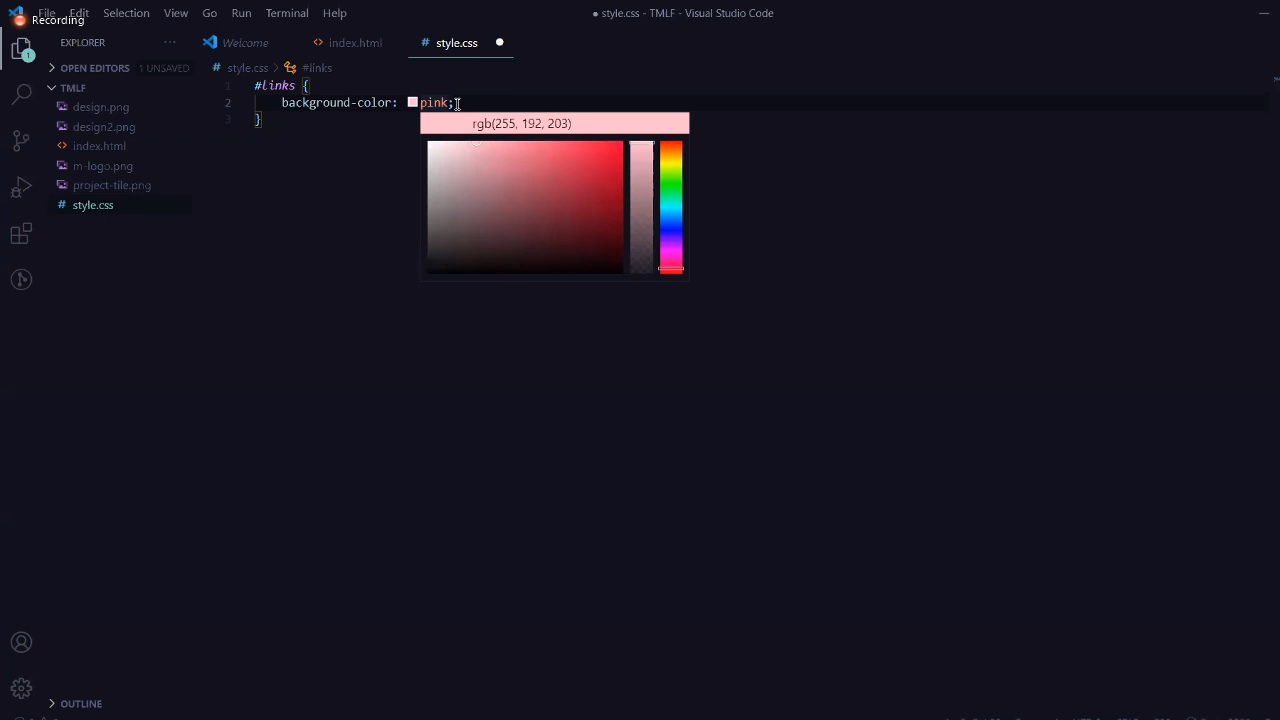 Recording
File Edit Selection View Go Run Terminal Help
● style.css - TMLF - Visual Studio Code
EXPLORER
Welcome
index.html
style.css
OPEN EDITORS 1 UNSAVED
style.css > #links
TMLF
design.png
design2.png
index.html
m-logo.png
project-tile.png
style.css
1 #links {
2 background-color: pink;
3 }
rgb(255, 192, 203)
1
OUTLINE